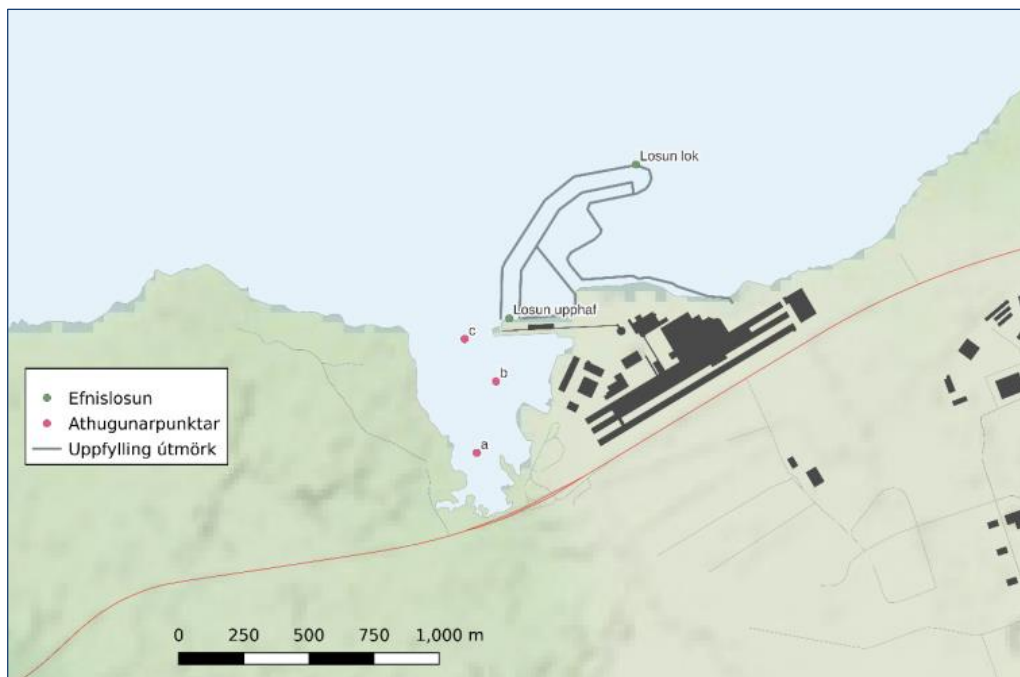 Losun lok
Losun upphaf
c
b
a
Efnislosun
Athugunarpunktar
Uppfylling útmörk
0 250 500 750 1,000 m